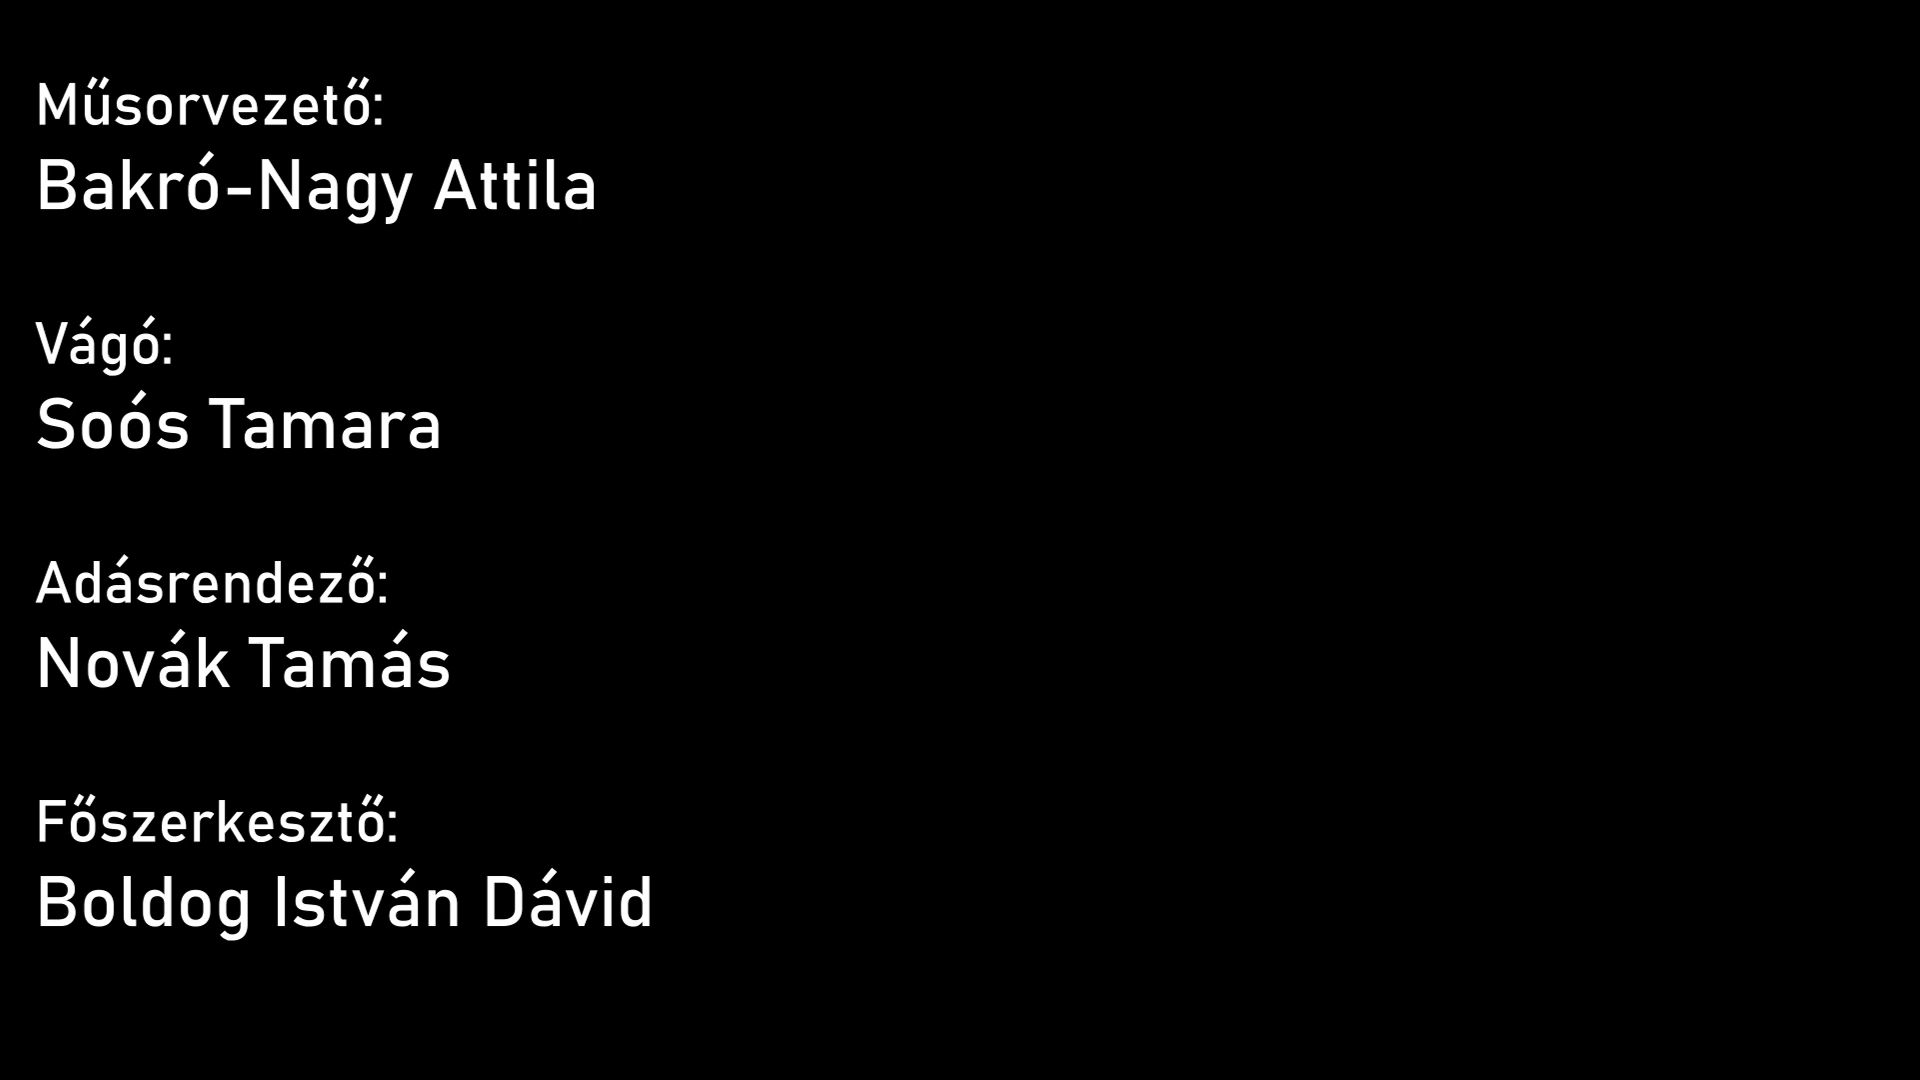 Műsorvezető:
Bakró-Nagy Attila
Vágó:
Soós Tamara
Adásrendező:
Novák Tamás
Főszerkesztő:
Boldog István Dávid